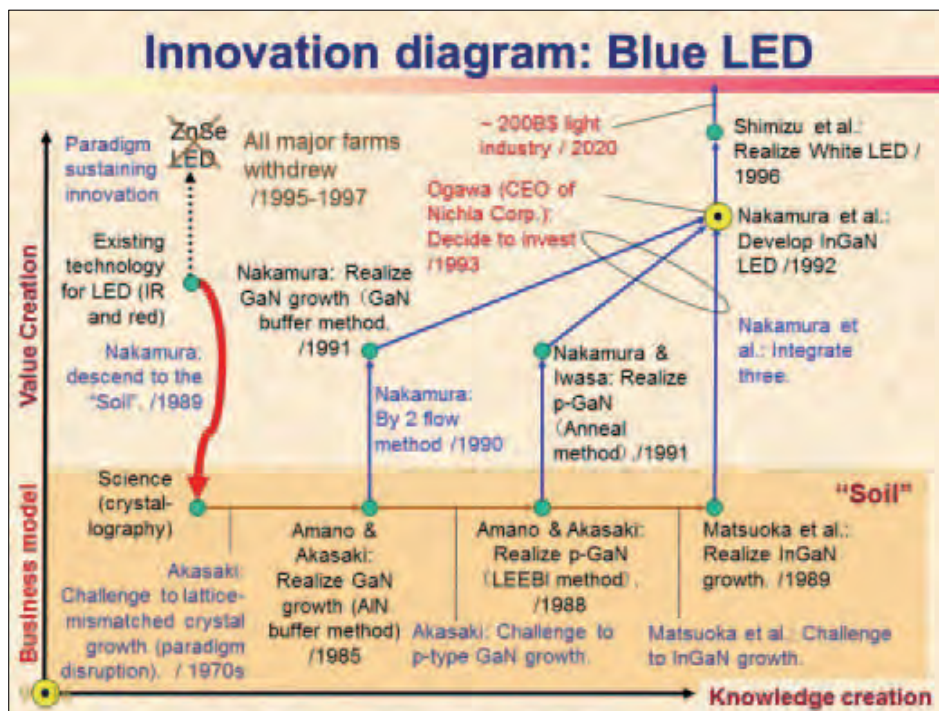 Innovation diagram: Blue LED
ZnSe
LED
Paradigm
sustaining
innovation
All major farms
withdrew
/1995-1997
~ 200B$ light
industry / 2020
Shimizu et al.:
Realize White LED /
1996
Ogawa (CEO of
Nichia Corp.):
Decide to invest
/1993
Nakamura et al.:
Develop InGaN
LED /1992
Existing
technology
for LED (IR
and red)
Nakamura: Realize
GaN growth (GaN
buffer method.
/1991
Nakamura:
descend to the
"Soil". /1989
Nakamura:
By 2 flow
method /1990
Nakamura &
Iwasa: Realize
p-GaN
(Anneal
method). /1991
Nakamura et
al.: Integrate
three.
Value Creation
Business model
Science
(crystal-
lography)
"Soil"
Amano &
Akasaki:
Realize GaN
growth (AlN
buffer method)
/1985
Amano & Akasaki:
Realize p-GaN
(LEEBI method).
/1988
Matsuoka et al.:
Realize InGaN
growth. /1989
Akasaki:
Challenge to lattice-
mismatched crystal
growth (paradigm
disruption). / 1970s
Akasaki: Challenge to
p-type GaN growth.
Matsuoka et al.: Challenge
to InGaN growth.
Knowledge creation